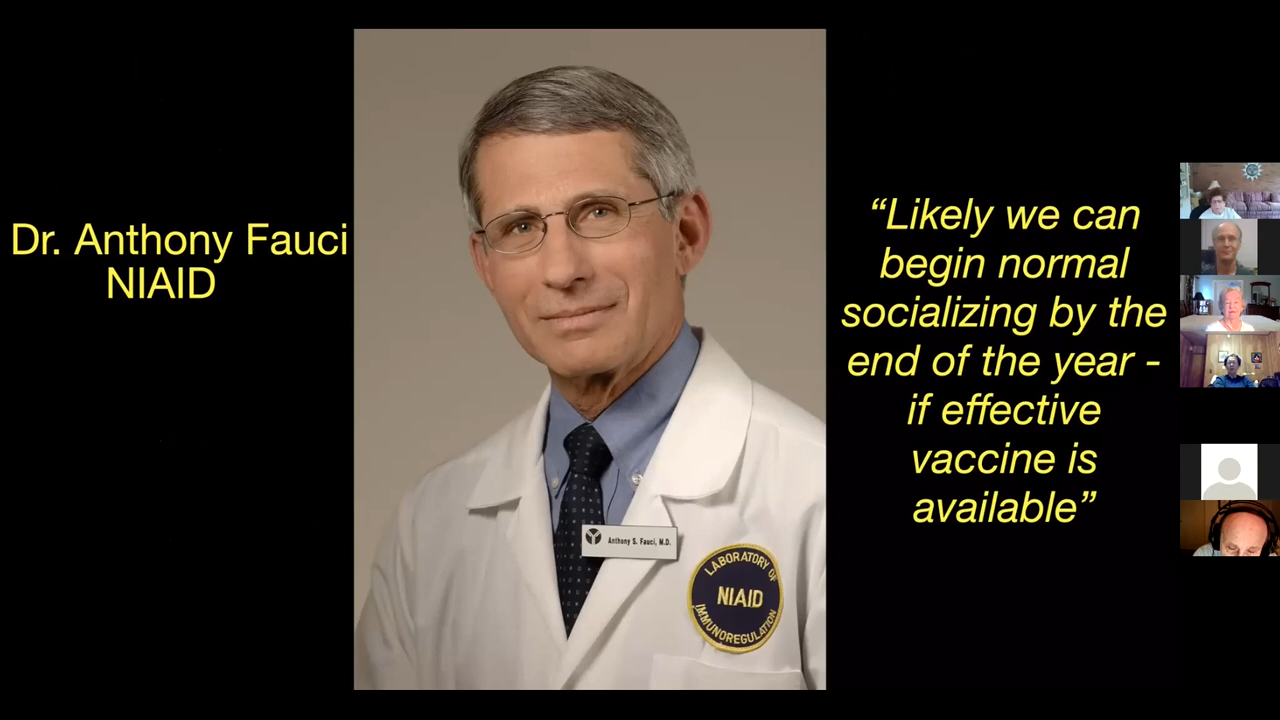 Dr. Anthony Fauci
NIAID
Anthony S. Fauci, M.D.
LABORATORY OF
NIAID
IMMUNOREGULATION
“Likely we can
begin normal
socializing by the
end of the year -
if effective
vaccine is
available”